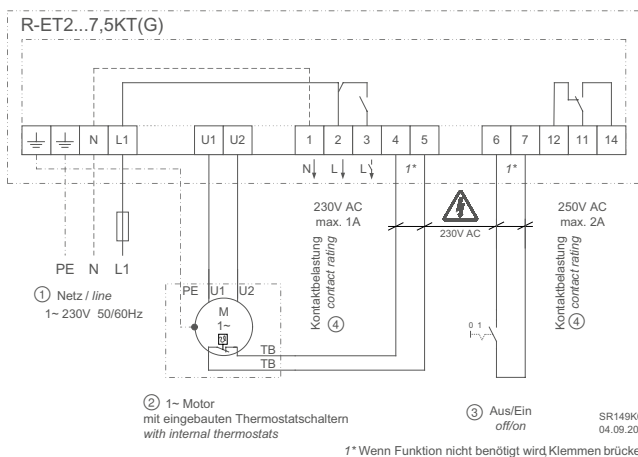 R-ET2...7,5KT(G)
N L1 U1 U2 1 2 3 4 5 6 7 12 11 14
N L L 1* 1*
230V AC
max. 1A
250V AC
max. 2A
230V AC
Kontaktbelastung
contact rating
4
Kontaktbelastung
contact rating
4
PE N L1
1 Netz / line
1~ 230V 50/60Hz
PE U1 U2
M
1~
TB
TB
0 1
2 1~ Motor
mit eingebauten Thermostatschaltern
with internal thermostats
3 Aus/Ein
off/on
04.09.20
1* Wenn Funktion nicht benötigt wird, Klemmen brücke